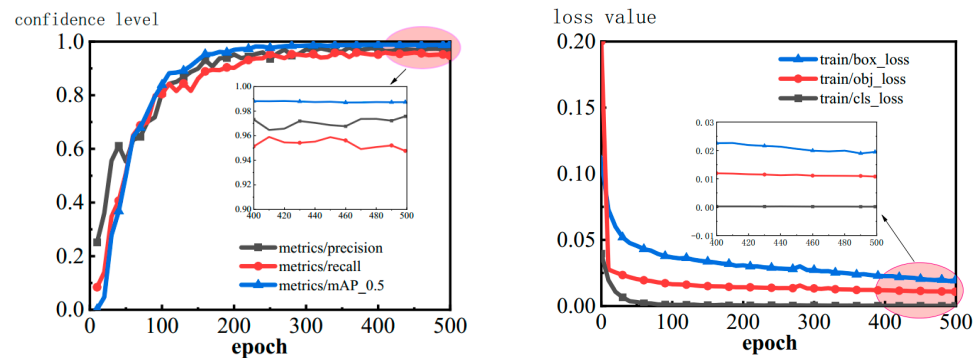 confidence level
1.0
0.8
0.6
0.4
0.2
0.0
1.00
0.98
0.96
0.94
0.92
0.90
400 420 440 460 480 500
metrics/precision
metrics/recall
metrics/mAP_0.5
0 100 200 300 400 500
epoch
loss value
0.20
0.15
0.10
0.05
0.00
train/box_loss
train/obj_loss
train/cls_loss
0.03
0.02
0.01
0.00
-0.01
400 420 440 460 480 500
0 100 200 300 400 500
epoch